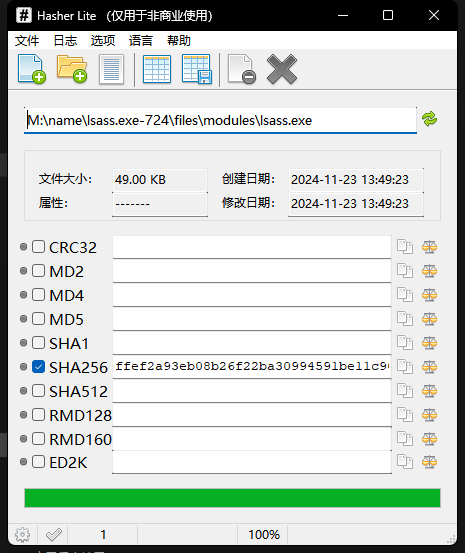 Hasher Lite (仅用于非商业使用)
文件 日志 选项 语言 帮助
M:\name\lsass.exe-724\files\modules\lsass.exe
文件大小: 49.00 KB 创建日期: 2024-11-23 13:49:23
属性: ------- 修改日期: 2024-11-23 13:49:23
CRC32
MD2
MD4
MD5
SHA1
SHA256 ffef2a93eb08b26f22ba30994591be11c9
SHA512
RMD128
RMD160
ED2K
1 100%